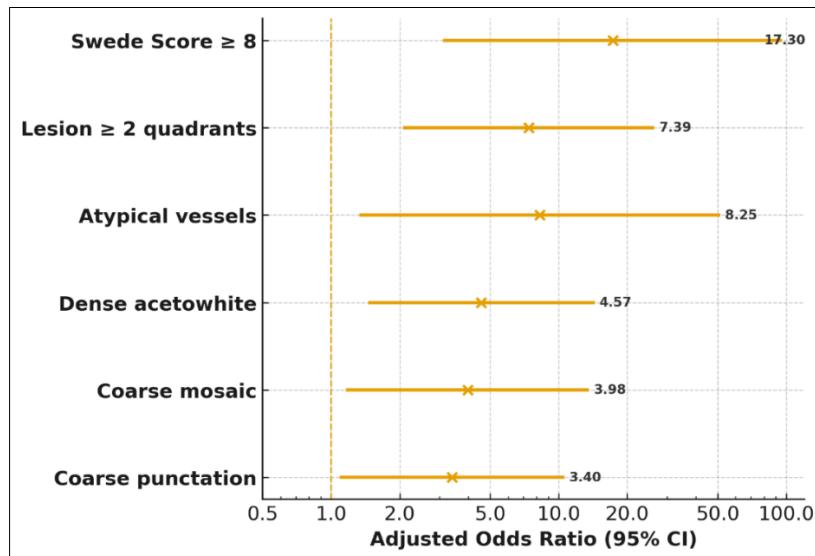 Swede Score ≥ 8
17.30
Lesion ≥ 2 quadrants
7.39
Atypical vessels
8.25
Dense acetowhite
4.57
Coarse mosaic
3.98
Coarse punctation
3.40
0.5 1.0 2.0 5.0 10.0 20.0 50.0 100.0
Adjusted Odds Ratio (95% CI)